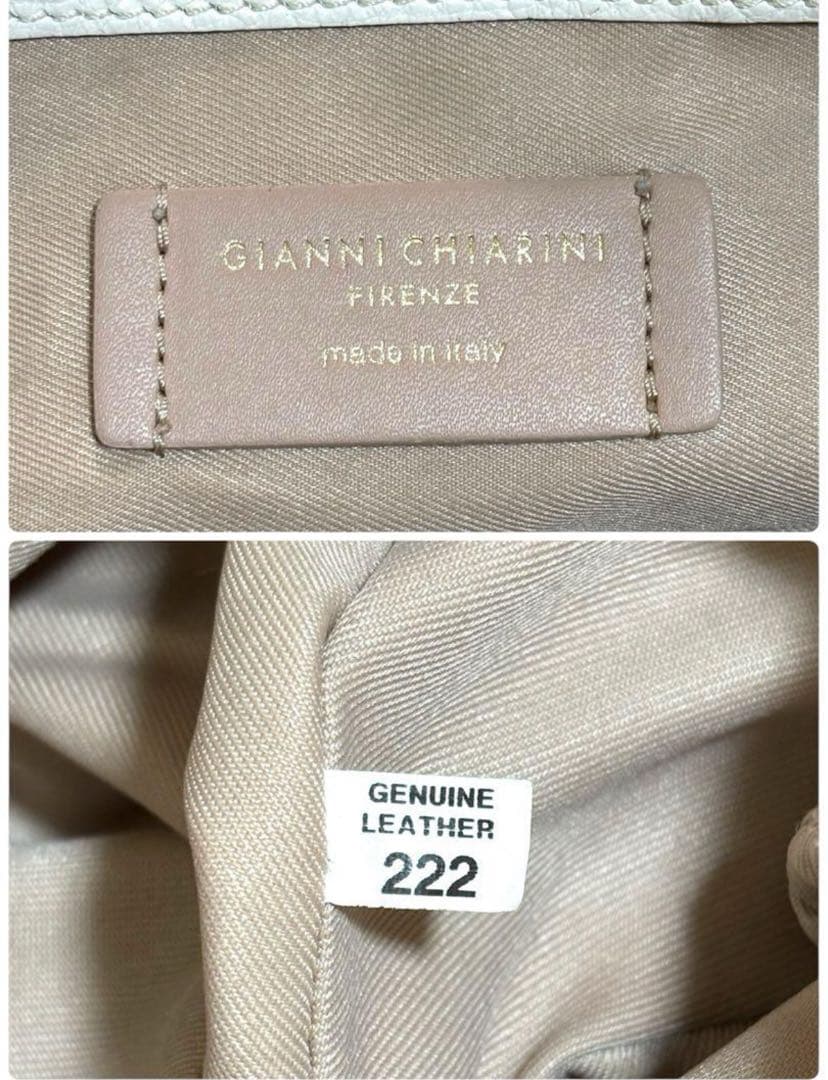 GIANNI CHIARINI
FIRENZE
made in italy
GENUINE
LEATHER
222